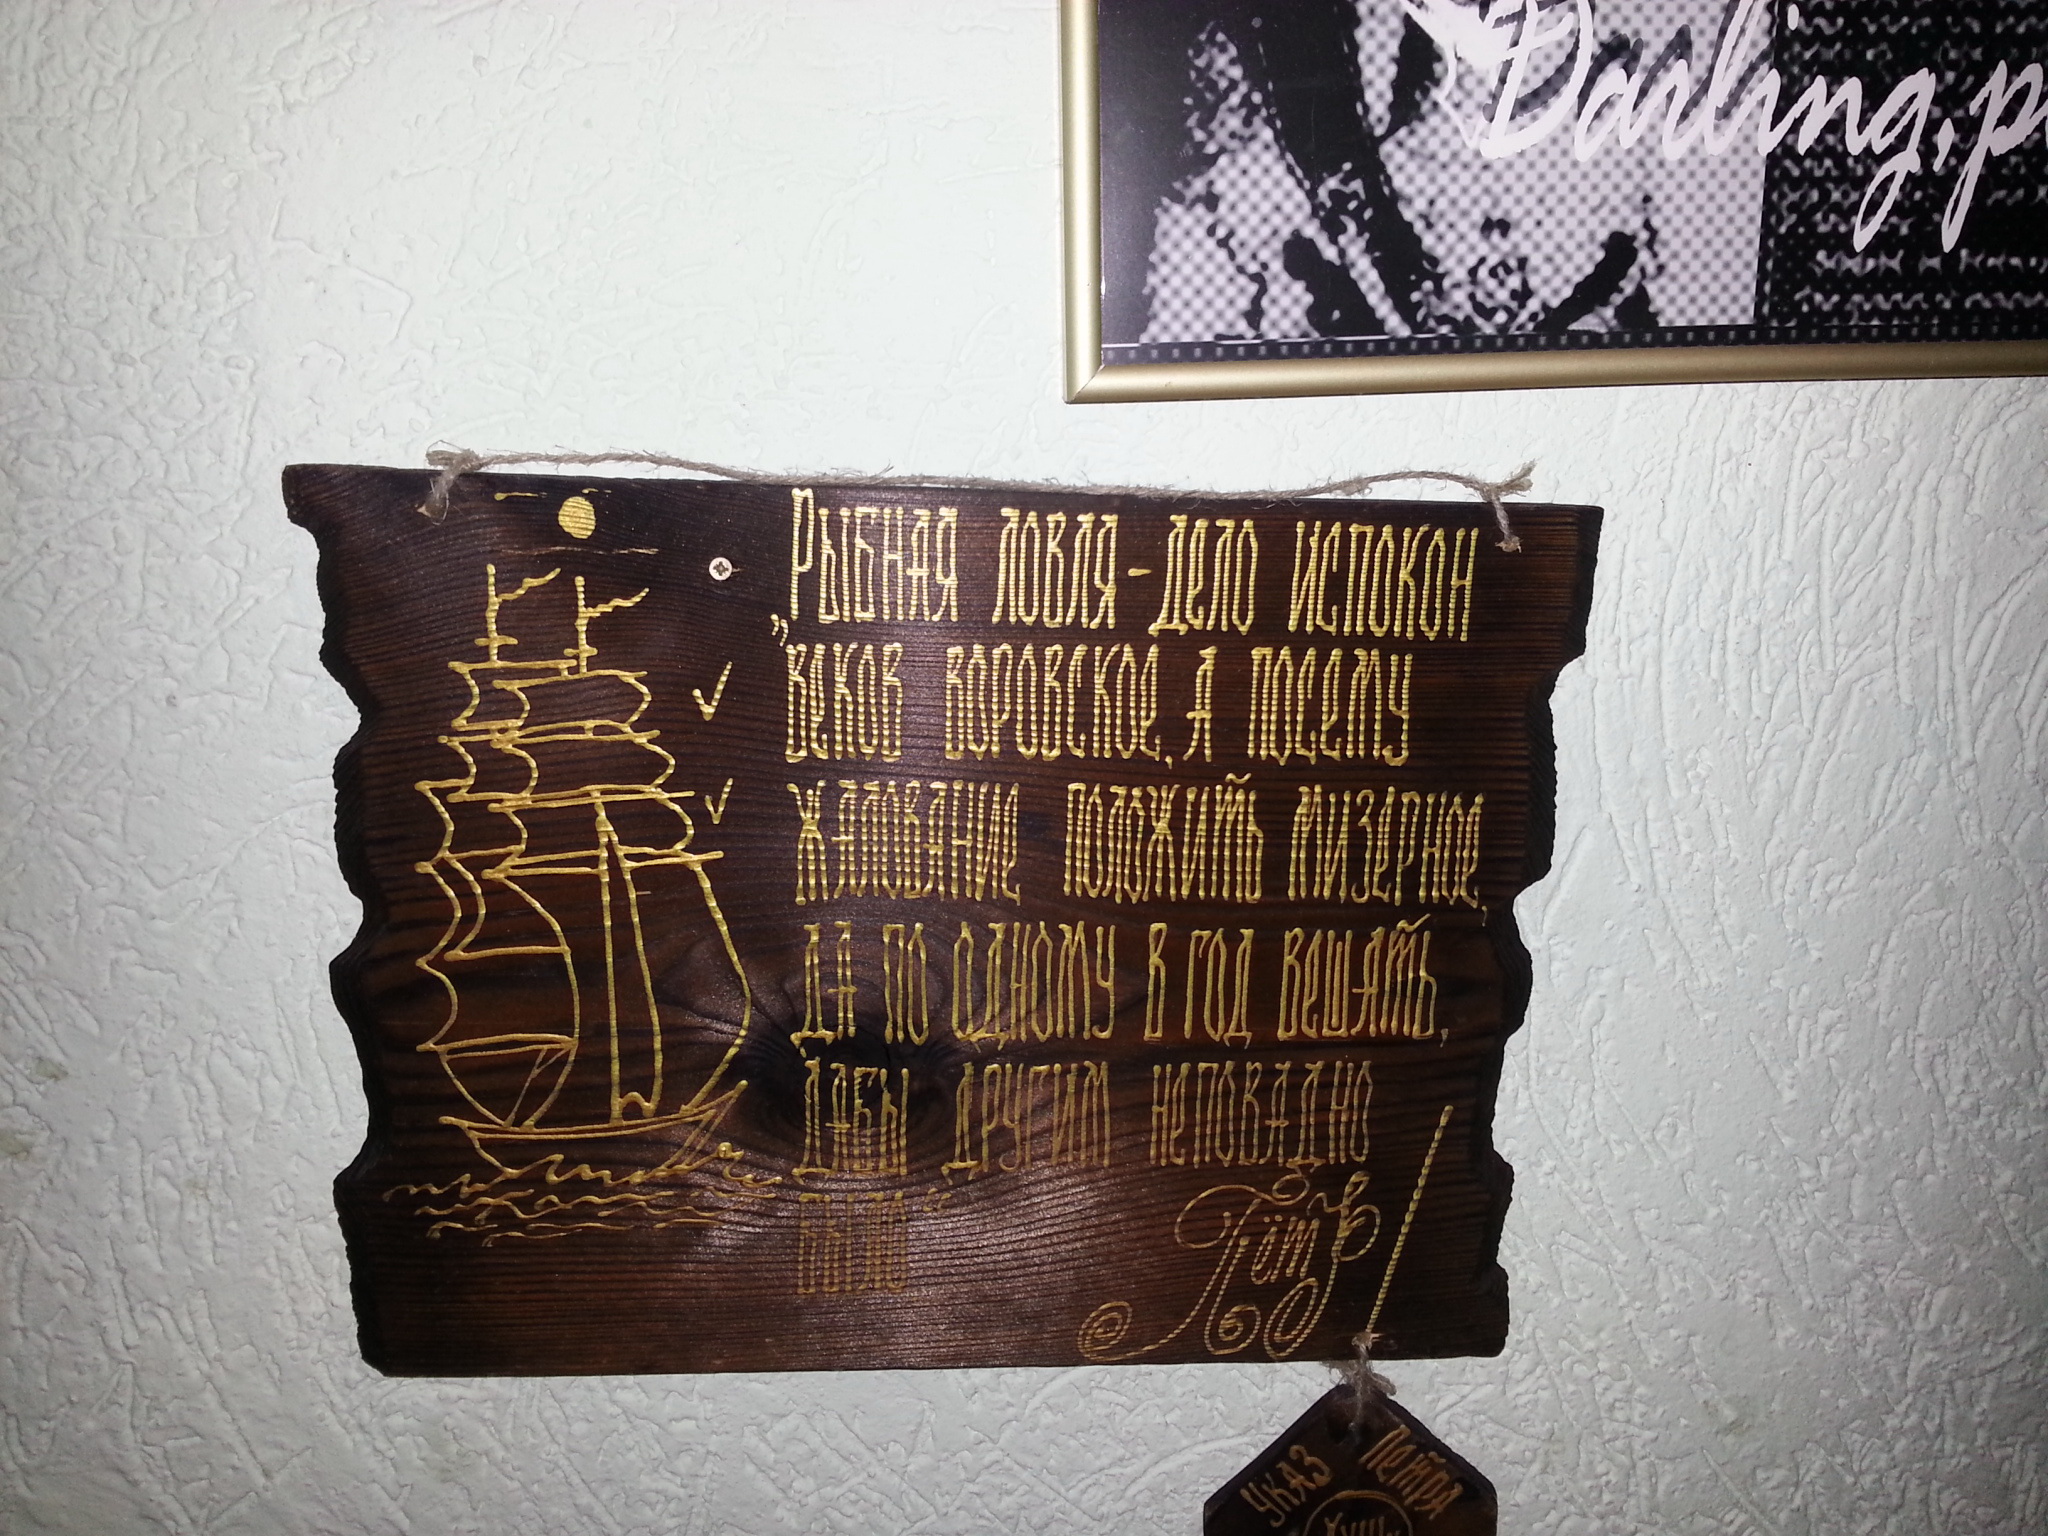 Darling, p
„Рыбная ловля - дело испокон
веков воровское, а посему
жалование положить мизерное,
да по одному в год вешать,
дабы другим неповадно
было“
Пётр
УКАЗ Петра